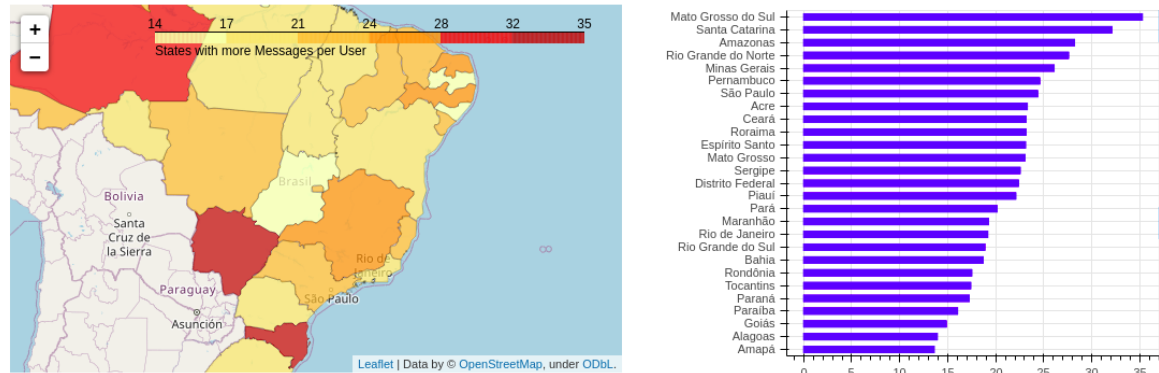 +
−
14 17 21 24 28 32 35
States with more Messages per User
Brasil
Bolivia
Santa
Cruz de
la Sierra
Rio de
Janeiro
São Paulo
Paraguay
Asunción
Leaflet | Data by © OpenStreetMap, under ODbL.
Mato Grosso do Sul
Santa Catarina
Amazonas
Rio Grande do Norte
Minas Gerais
Pernambuco
São Paulo
Acre
Ceará
Roraima
Espírito Santo
Mato Grosso
Sergipe
Distrito Federal
Piauí
Pará
Maranhão
Rio de Janeiro
Rio Grande do Sul
Bahia
Rondônia
Tocantins
Paraná
Paraíba
Goiás
Alagoas
Amapá
0 5 10 15 20 25 30 35